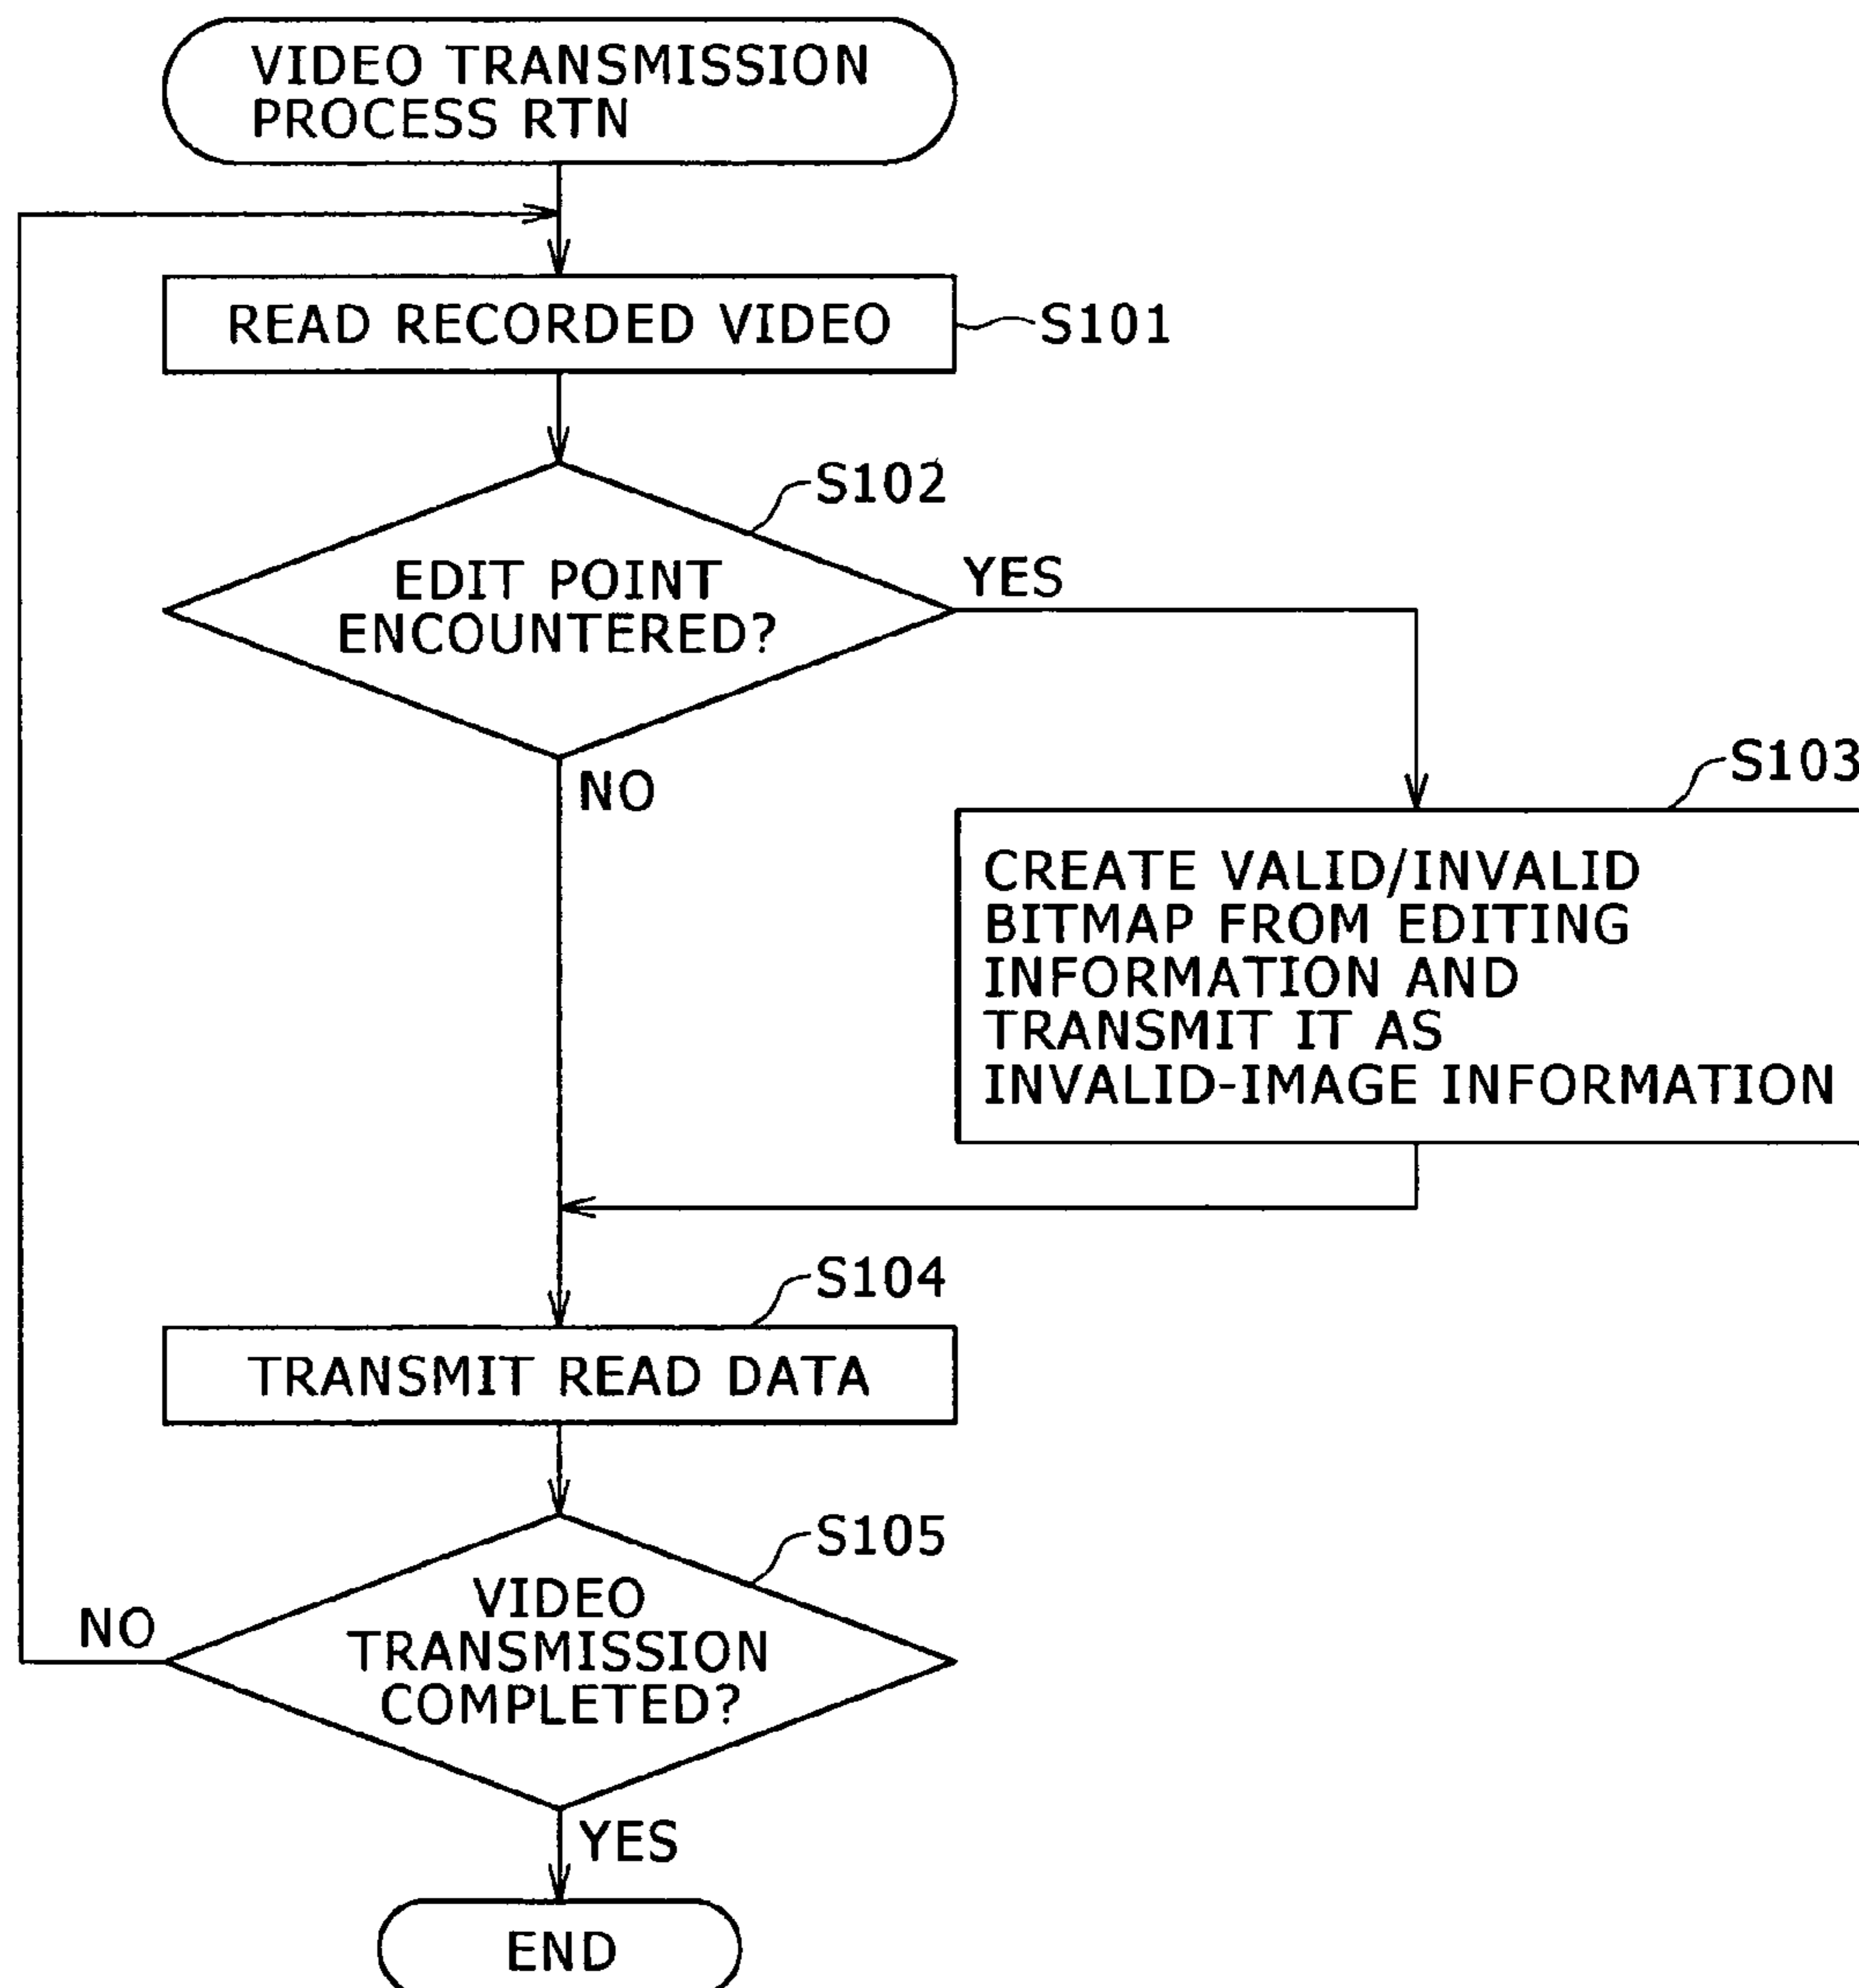 VIDEO TRANSMISSION
PROCESS RTN
READ RECORDED VIDEO
S101
S102
EDIT POINT
ENCOUNTERED?
YES
NO
S103
CREATE VALID/INVALID
BITMAP FROM EDITING
INFORMATION AND
TRANSMIT IT AS
INVALID-IMAGE INFORMATION
S104
TRANSMIT READ DATA
S105
VIDEO
TRANSMISSION
COMPLETED?
NO
YES
END